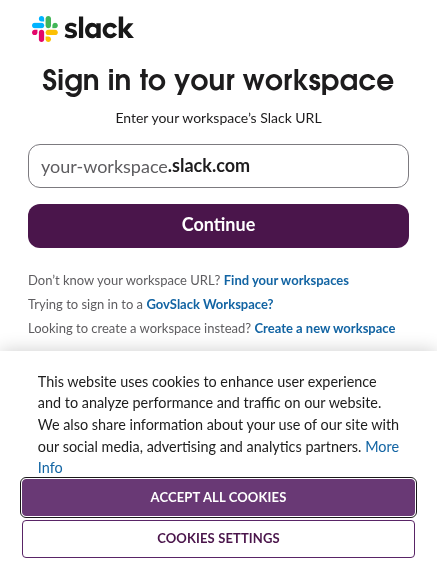 slack
Sign in to your workspace
Enter your workspace's Slack URL
your-workspace.slack.com
Continue
Don't know your workspace URL? Find your workspaces
Trying to sign in to a GovSlack Workspace?
Looking to create a workspace instead? Create a new workspace
This website uses cookies to enhance user experience
and to analyze performance and traffic on our website.
We also share information about your use of our site with
our social media, advertising and analytics partners. More
Info
ACCEPT ALL COOKIES
COOKIES SETTINGS